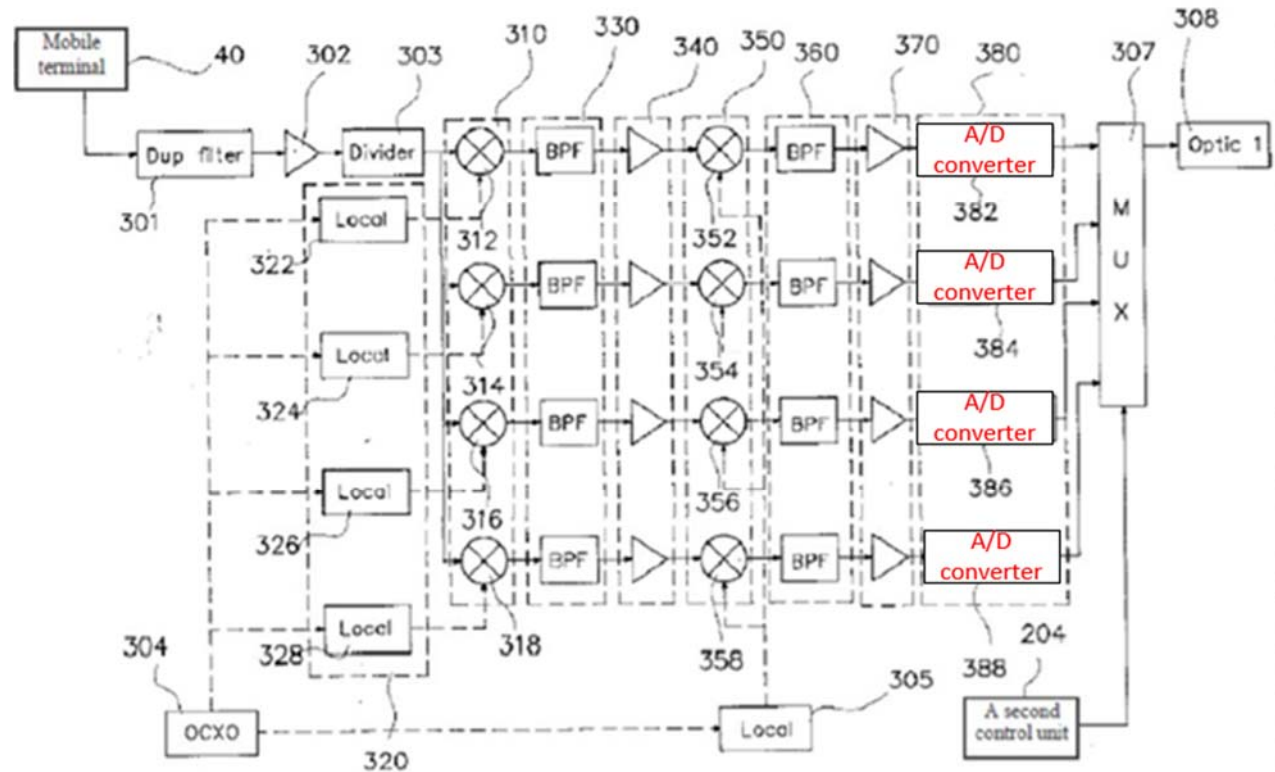 310 330 340 350 360 370 380 307 308
Mobile
terminal
40
302 303
Dup filter
Divider
BPF
BPF
A/D
converter
Optic 1
301
382
Local
322
312
352
M
U
X
BPF
BPF
A/D
converter
384
Local
324
314
354
BPF
BPF
A/D
converter
386
Local
326
316
356
BPF
BPF
A/D
converter
388
Local
328
318
358
204
304
305
OCXO
320
Local
A second
control unit